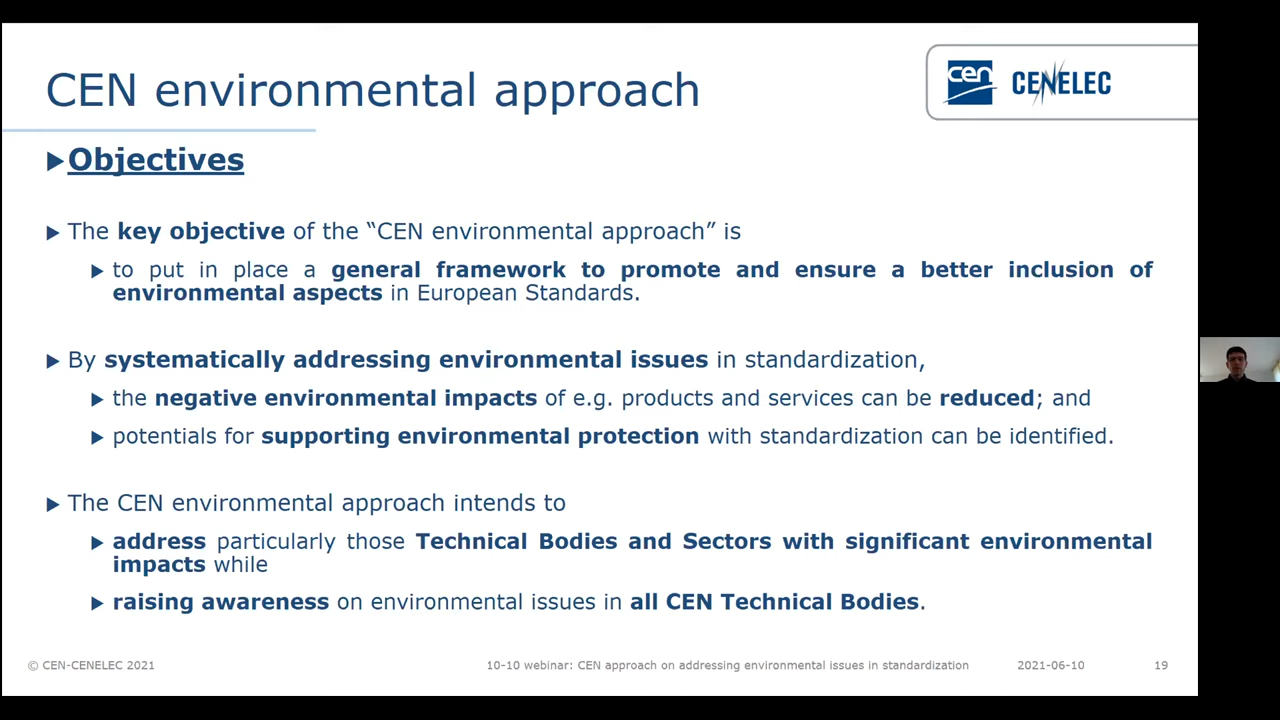 CEN environmental approach
cen CENELEC
Objectives
The key objective of the “CEN environmental approach” is
to put in place a general framework to promote and ensure a better inclusion of
environmental aspects in European Standards.
By systematically addressing environmental issues in standardization,
the negative environmental impacts of e.g. products and services can be reduced; and
potentials for supporting environmental protection with standardization can be identified.
The CEN environmental approach intends to
address particularly those Technical Bodies and Sectors with significant environmental
impacts while
raising awareness on environmental issues in all CEN Technical Bodies.
© CEN-CENELEC 2021 10-10 webinar: CEN approach on addressing environmental issues in standardization 2021-06-10 19